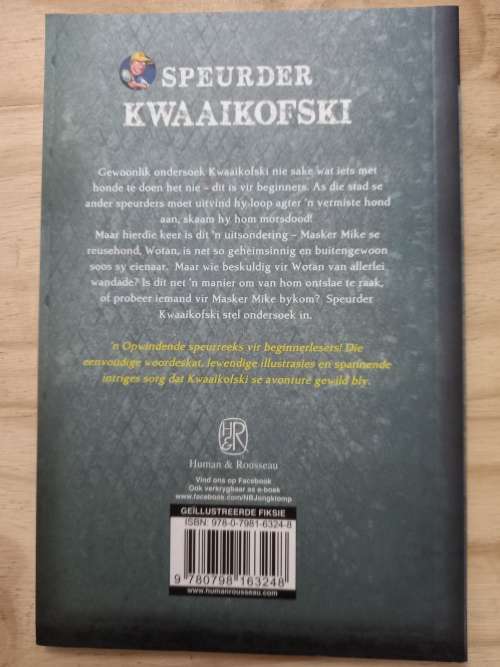 SPEURDER
KWAAIKOFSKI
Gewoonlik ondersoek Kwaaikofski nie sake wat iets met
honde te doen het nie – dit is vir beginners. As die stad se
ander speurders moet uitvind hy loop agter 'n vermiste hond
aan, skaam hy hom morsdood!
Maar hierdie keer is dit 'n uitsondering – Masker Mike se
reusehond, Wotan, is net so geheimsinnig en buitengewoon
soos sy eienaar. Maar wie beskuldig vir Wotan van allerlei
wandade? Is dit net 'n manier om van hom ontslae te raak,
of probeer iemand vir Masker Mike bykom? Speurder
Kwaaikofski stel ondersoek in.
'n Opwindende speurreeks vir beginnerlesers! Die
eenvoudige woordeskat, lewendige illustrasies en spannende
intriges sorg dat Kwaaikofski se avonture gewild bly.
H&R
Human & Rousseau
Vind ons op Facebook
Ook verkrygbaar as e-boek
www.facebook.com/NBJongklomp
GEÏLLUSTREERDE FIKSIE
ISBN: 978-0-7981-6324-8
9 780798 163248
www.humanrousseau.com